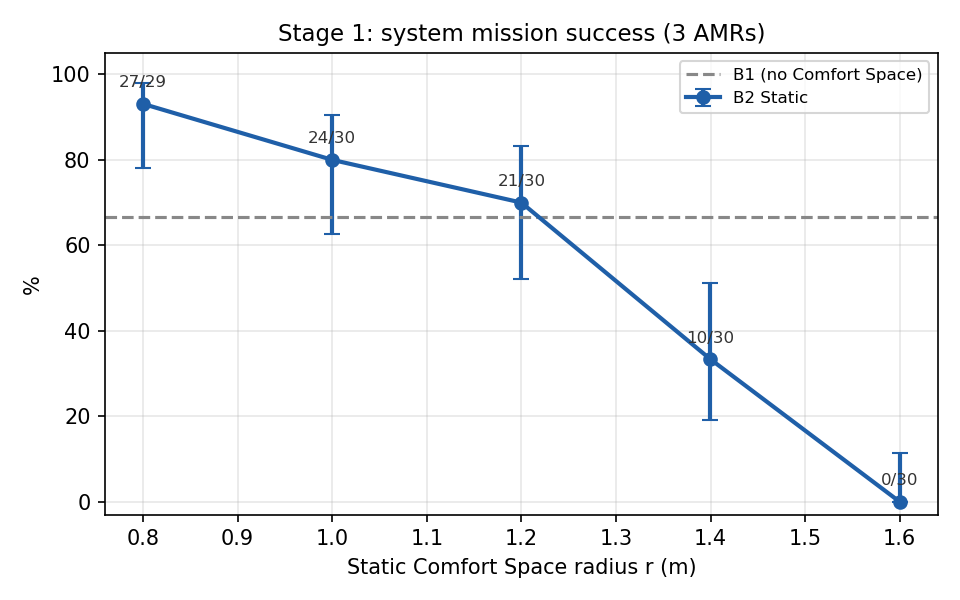 Stage 1: system mission success (3 AMRs)
B1 (no Comfort Space)
B2 Static
27/29
24/30
21/30
10/30
0/30
%
100
80
60
40
20
0
0.8 0.9 1.0 1.1 1.2 1.3 1.4 1.5 1.6
Static Comfort Space radius r (m)